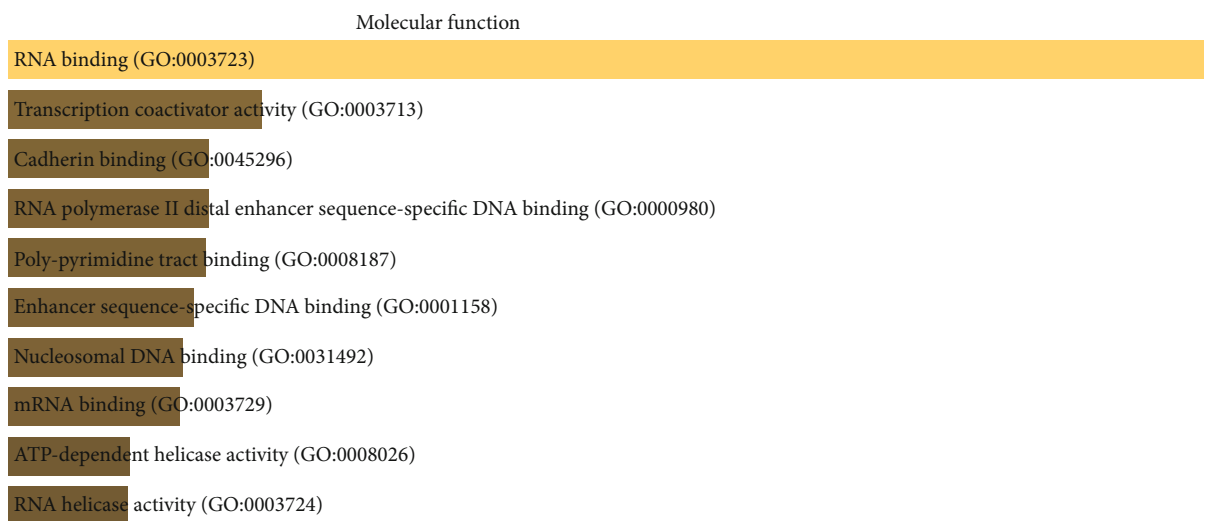 Molecular function
RNA binding (GO:0003723)
Transcription coactivator activity (GO:0003713)
Cadherin binding (GO:0045296)
RNA polymerase II distal enhancer sequence-specific DNA binding (GO:0000980)
Poly-pyrimidine tract binding (GO:0008187)
Enhancer sequence-specific DNA binding (GO:0001158)
Nucleosomal DNA binding (GO:0031492)
mRNA binding (GO:0003729)
ATP-dependent helicase activity (GO:0008026)
RNA helicase activity (GO:0003724)